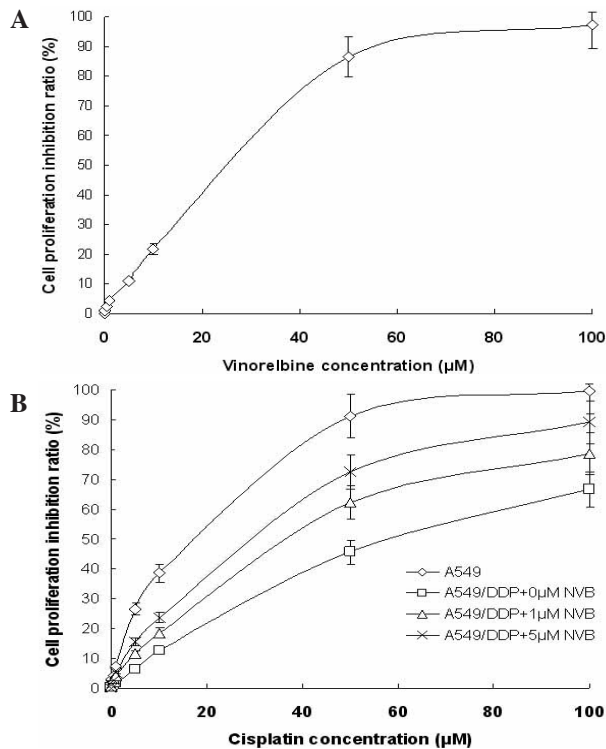 A
Cell proliferation inhibition ratio (%)
100
90
80
70
60
50
40
30
20
10
0
0 20 40 60 80 100
Vinorelbine concentration (µM)
B
Cell proliferation inhibition ratio (%)
100
90
80
70
60
50
40
30
20
10
0
A549
A549/DDP+0µM NVB
A549/DDP+1µM NVB
A549/DDP+5µM NVB
0 20 40 60 80 100
Cisplatin concentration (µM)